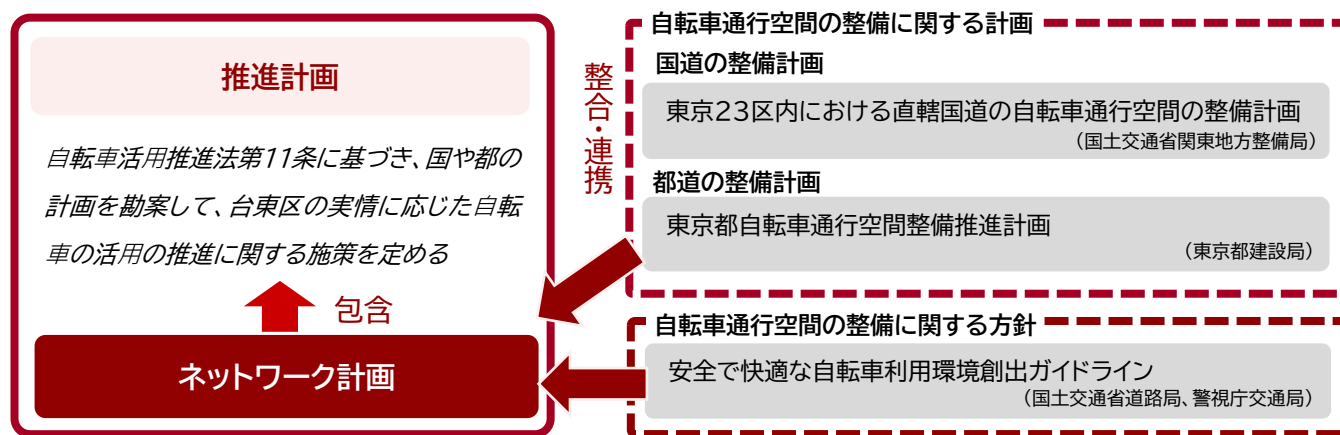 推進計画
自転車活用推進法第11条に基づき、国や都の
計画を勘案して、台東区の実情に応じた自転
車の活用の推進に関する施策を定める
包含
ネットワーク計画
整合・連携
自転車通行空間の整備に関する計画
国道の整備計画
東京23区内における直轄国道の自転車通行空間の整備計画
（国土交通省関東地方整備局）
都道の整備計画
東京都自転車通行空間整備推進計画
（東京都建設局）
自転車通行空間の整備に関する方針
安全で快適な自転車利用環境創出ガイドライン
（国土交通省道路局、警視庁交通局）